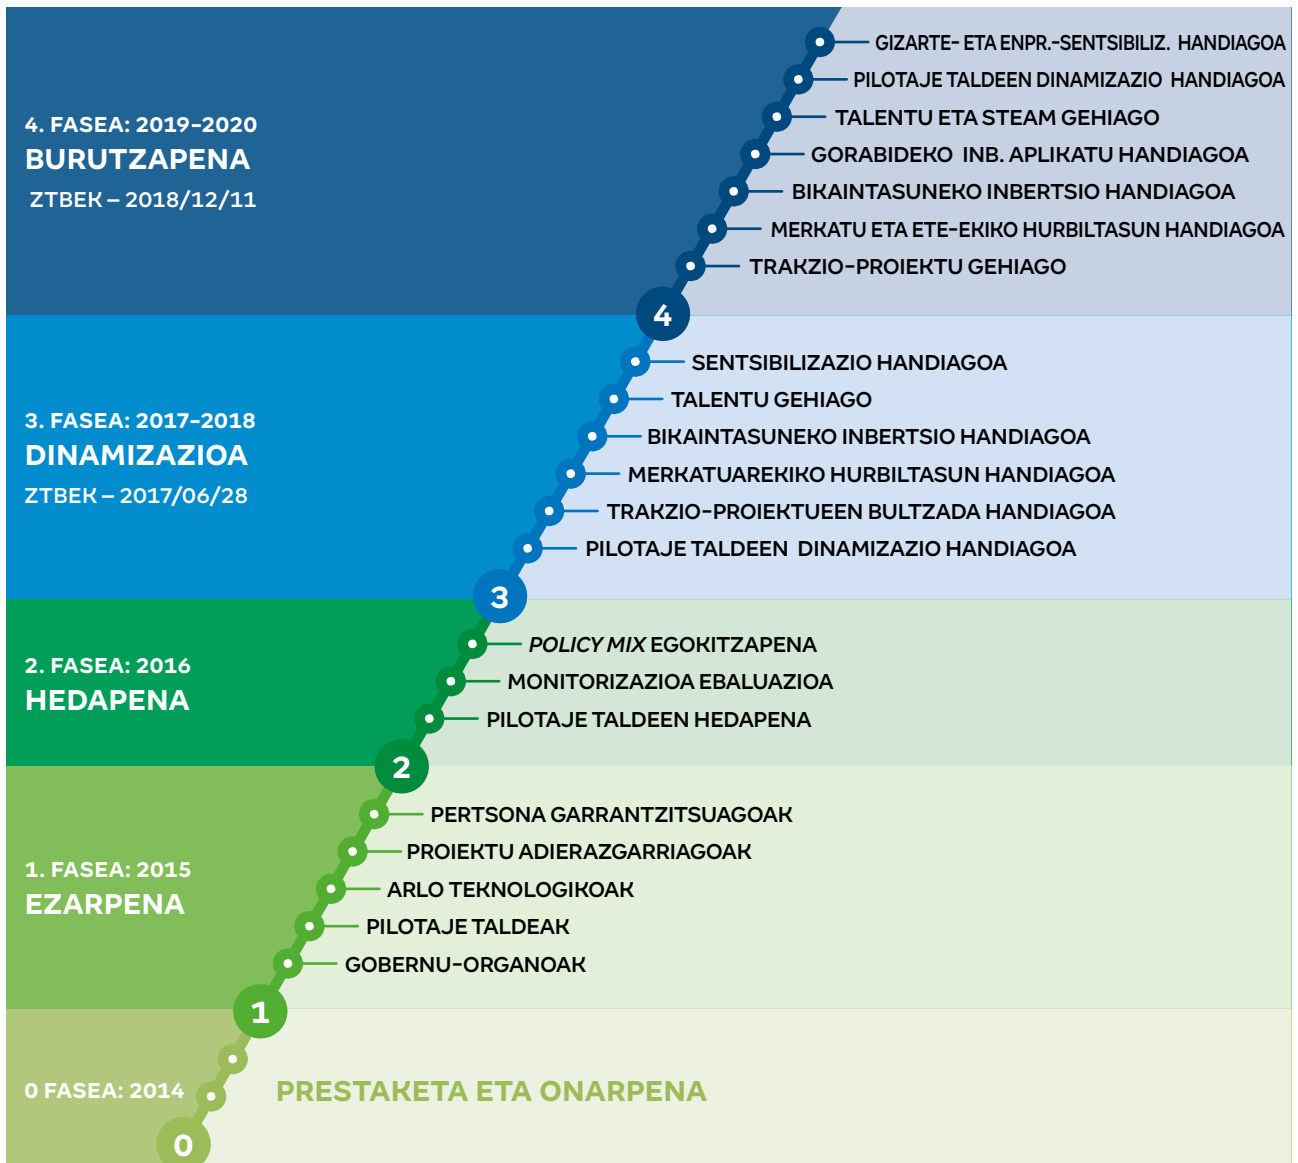 GIZARTE- ETA ENPR.-SENTSIBILIZ. HANDIAGOA
PILOTAJE TALDEEN DINAMIZAZIO HANDIAGOA
TALENTU ETA STEAM GEHIAGO
GORABIDEKO INB. APLIKATU HANDIAGOA
BIKAINTASUNEKO INBERTSIO HANDIAGOA
MERKATU ETA ETE-EKIKO HURBILTASUN HANDIAGOA
TRAKZIO-PROIEKTU GEHIAGO
4. FASEA: 2019-2020
BURUTZAPENA
ZTBEK – 2018/12/11
4
SENTSIBILIZAZIO HANDIAGOA
TALENTU GEHIAGO
BIKAINTASUNEKO INBERTSIO HANDIAGOA
MERKATUAREKIKO HURBILTASUN HANDIAGOA
TRAKZIO-PROIEKTUEEN BULTZADA HANDIAGOA
PILOTAJE TALDEEN DINAMIZAZIO HANDIAGOA
3. FASEA: 2017-2018
DINAMIZAZIOA
ZTBEK – 2017/06/28
3
POLICY MIX EGOKITZAPENA
MONITORIZAZIOA EBALUAZIOA
PILOTAJE TALDEEN HEDAPENA
2. FASEA: 2016
HEDAPENA
2
PERTSONA GARRANTZITSUAGOAK
PROIEKTU ADIERAZGARRIAGOAK
ARLO TEKNOLOGIKOAK
PILOTAJE TALDEAK
GOBERNU-ORGANOAK
1. FASEA: 2015
EZARPENA
1
0 FASEA: 2014
PRESTAKETA ETA ONARPENA
0